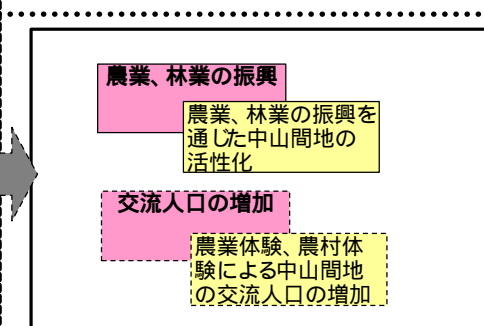 農業、林業の振興
農業、林業の振興を
通じた中山間地の
活性化
交流人口の増加
農業体験、農村体
験による中山間地
の交流人口の増加